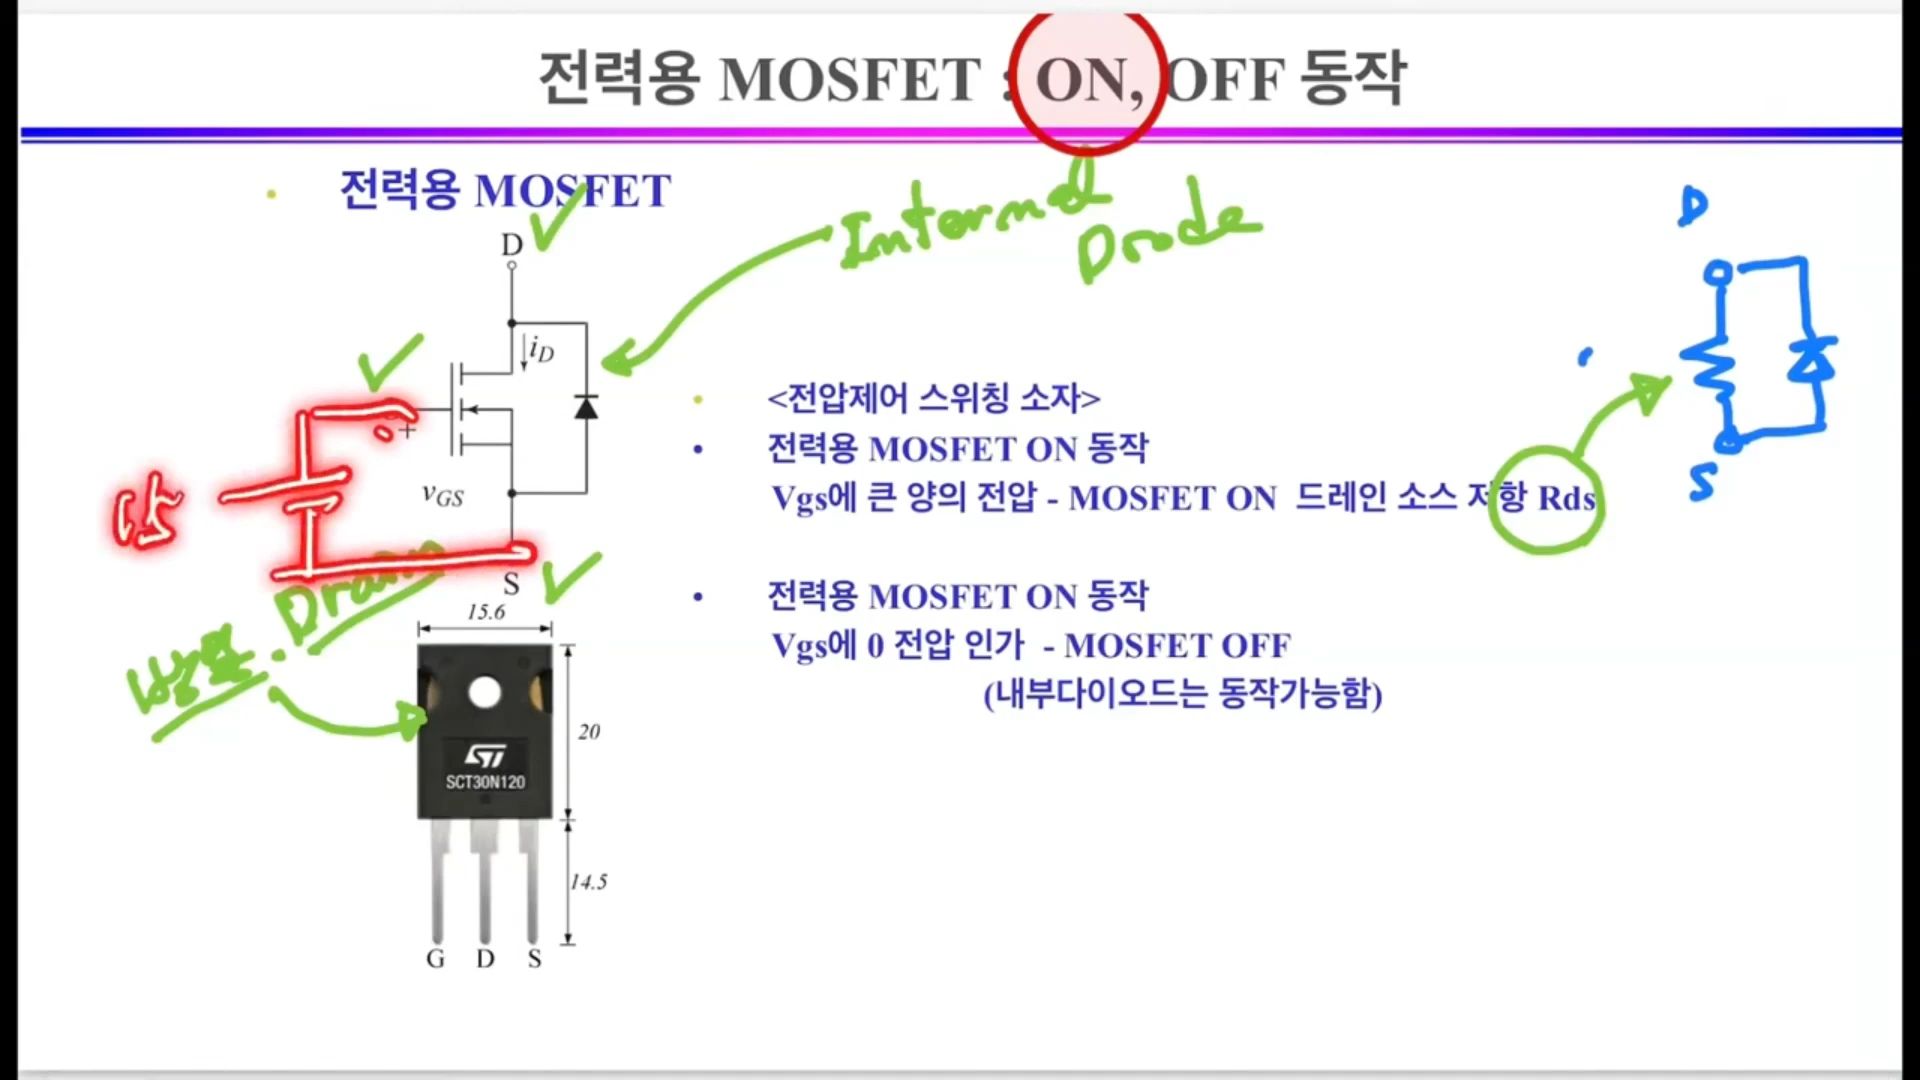 전력용 MOSFET : ON, OFF 동작
전력용 MOSFET
D
Internal
Diode
D
iD
+
vGS
S
<전압제어 스위칭 소자>
전력용 MOSFET ON 동작
Vgs에 큰 양의 전압 - MOSFET ON 드레인 소스 저항 Rds
S
전력용 MOSFET ON 동작
Vgs에 0 전압 인가 - MOSFET OFF
(내부다이오드는 동작가능함)
Drain
15.6
20
ST
SCT30N120
14.5
G D S